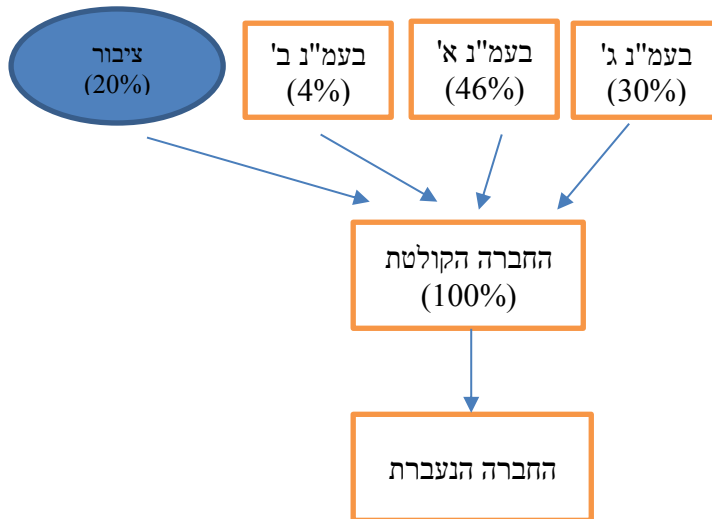 בעמ"נ ג'
(30%)
בעמ"נ א'
(46%)
בעמ"נ ב'
(4%)
ציבור
(20%)
החברה הקולטת
(100%)
החברה הנעברת